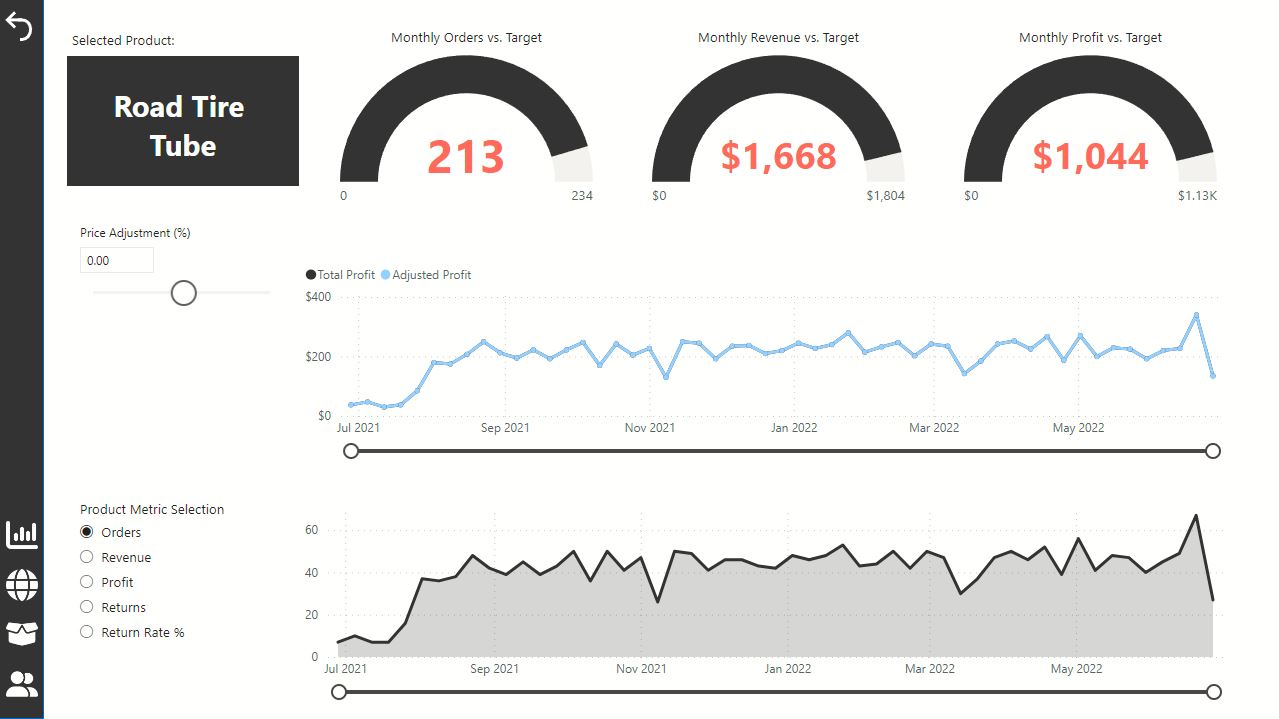 Selected Product:
Road Tire
Tube
Monthly Orders vs. Target
213
0
234
Monthly Revenue vs. Target
$1,668
$0
$1,804
Monthly Profit vs. Target
$1,044
$0
$1.13K
Price Adjustment (%)
0.00
Total Profit Adjusted Profit
$400
$200
$0
Jul 2021 Sep 2021 Nov 2021 Jan 2022 Mar 2022 May 2022
Product Metric Selection
Orders
Revenue
Profit
Returns
Return Rate %
60
40
20
0
Jul 2021 Sep 2021 Nov 2021 Jan 2022 Mar 2022 May 2022